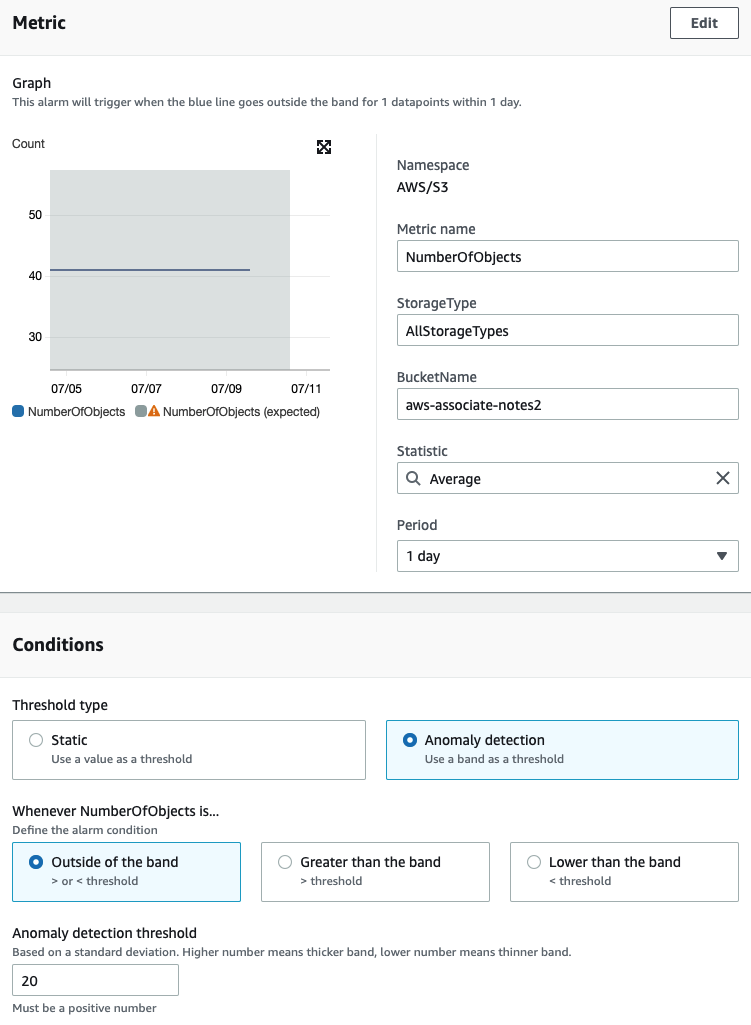 Metric
Edit
Graph
This alarm will trigger when the blue line goes outside the band for 1 datapoints within 1 day.
Count
50
40
30
07/05 07/07 07/09 07/11
NumberOfObjects NumberOfObjects (expected)
Namespace
AWS/S3
Metric name
NumberOfObjects
StorageType
AllStorageTypes
BucketName
aws-associate-notes2
Statistic
Average
Period
1 day
Conditions
Threshold type
Static
Use a value as a threshold
Anomaly detection
Use a band as a threshold
Whenever NumberOfObjects is...
Define the alarm condition
Outside of the band
> or < threshold
Greater than the band
> threshold
Lower than the band
< threshold
Anomaly detection threshold
Based on a standard deviation. Higher number means thicker band, lower number means thinner band.
20
Must be a positive number